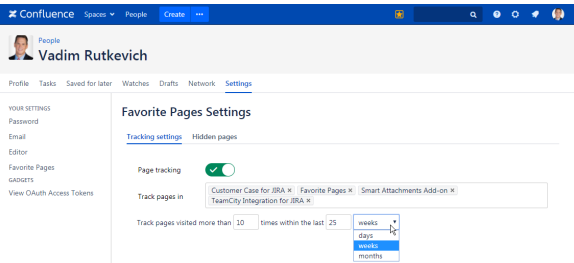 Confluence Spaces People Create ···
People
Vadim Rutkevich
Profile Tasks Saved for later Watches Drafts Network Settings
YOUR SETTINGS
Password
Email
Editor
Favorite Pages
GADGETS
View OAuth Access Tokens
Favorite Pages Settings
Tracking settings Hidden pages
Page tracking
Track pages in
Customer Case for JIRA × Favorite Pages × Smart Attachments Add-on ×
TeamCity Integration for JIRA ×
Track pages visited more than 10 times within the last 25 weeks
days
weeks
months